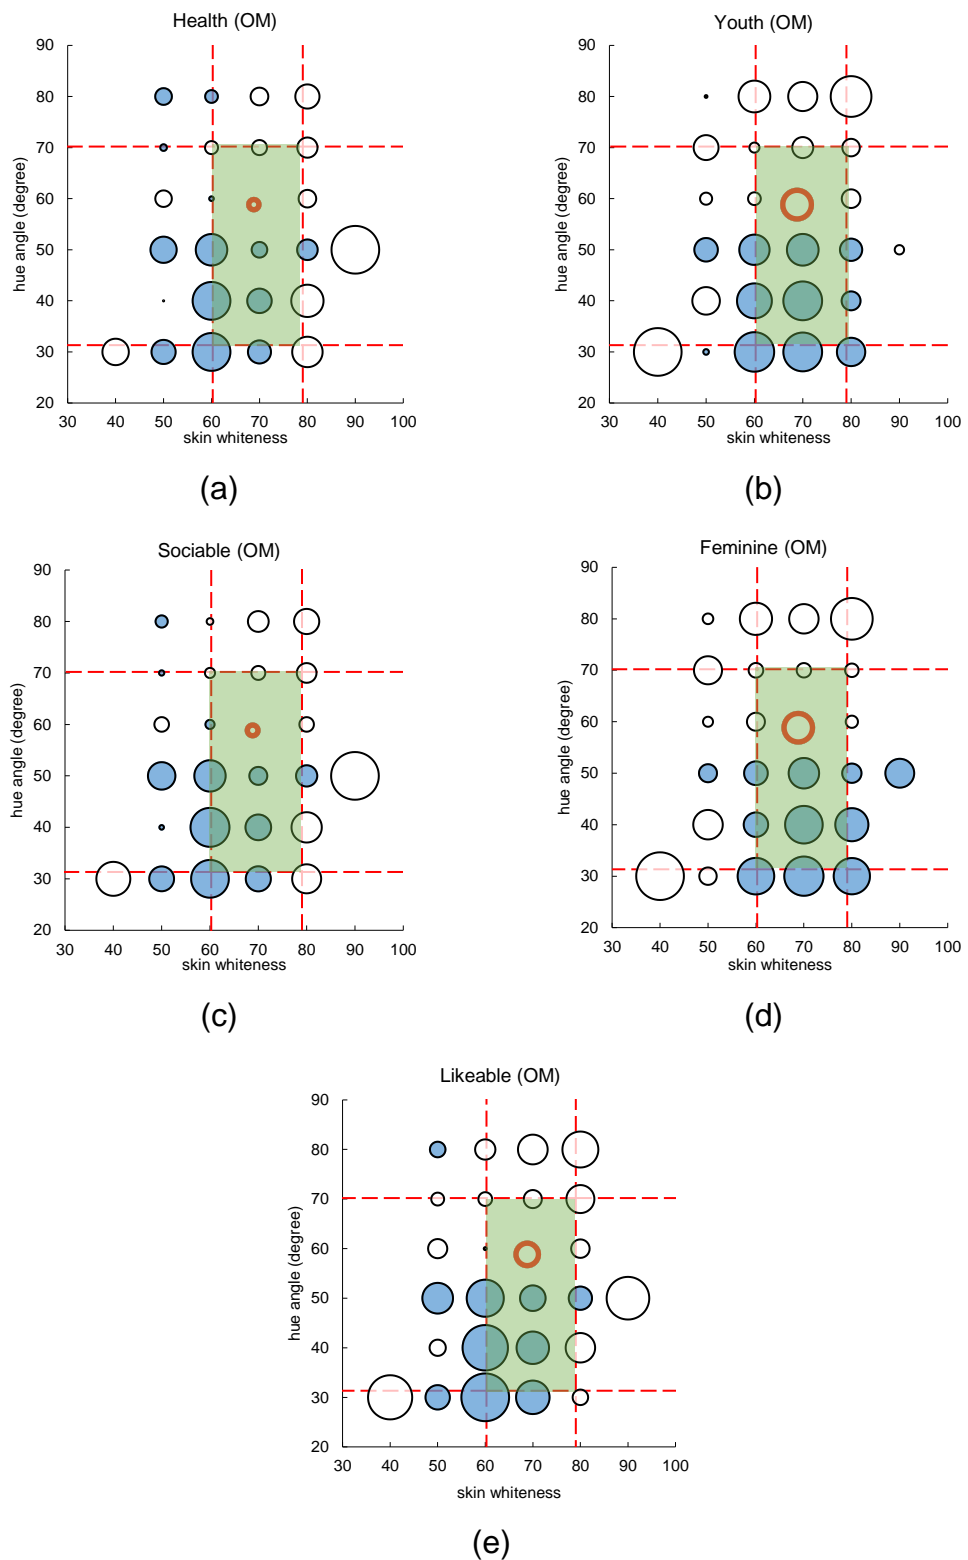 Health (OM)
90
80
70
60
50
40
30
20
hue angle (degree)
30 40 50 60 70 80 90 100
skin whiteness
(a)
Youth (OM)
90
80
70
60
50
40
30
20
hue angle (degree)
30 40 50 60 70 80 90 100
skin whiteness
(b)
Sociable (OM)
90
80
70
60
50
40
30
20
hue angle (degree)
30 40 50 60 70 80 90 100
skin whiteness
(c)
Feminine (OM)
90
80
70
60
50
40
30
20
hue angle (degree)
30 40 50 60 70 80 90 100
skin whiteness
(d)
Likeable (OM)
90
80
70
60
50
40
30
20
hue angle (degree)
30 40 50 60 70 80 90 100
skin whiteness
(e)